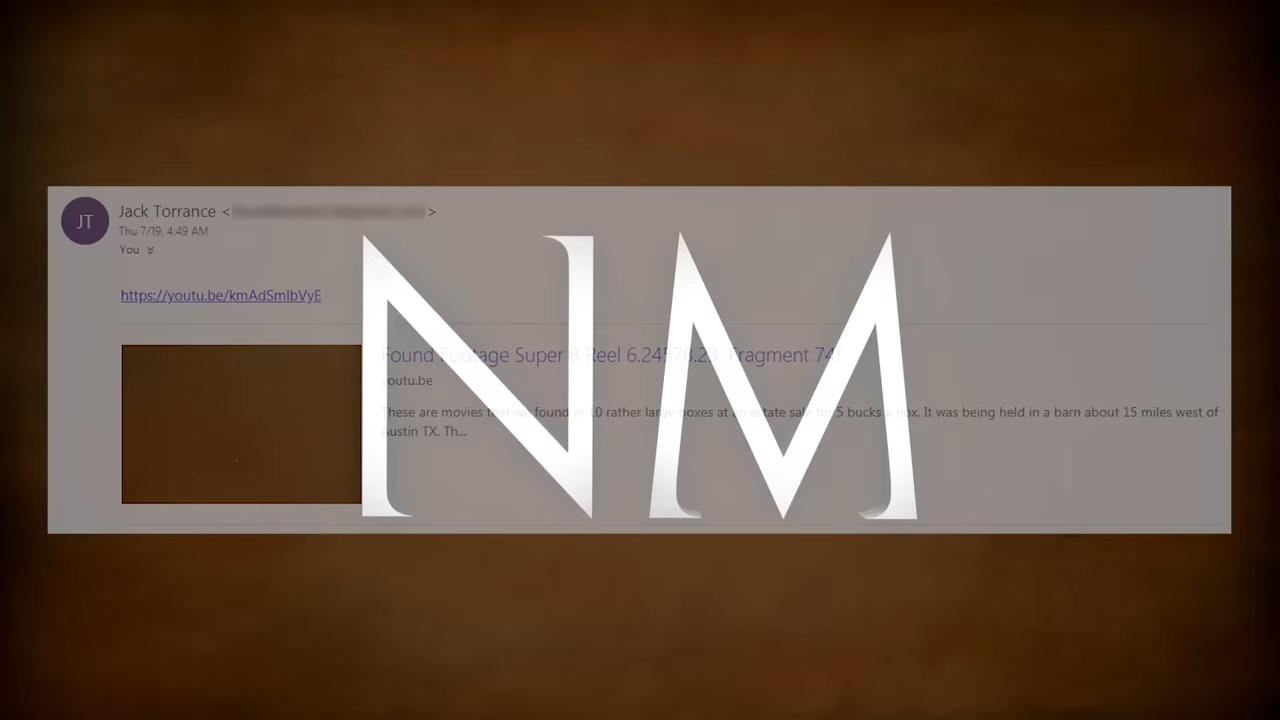 JT
Jack Torrance < >
Thu 7/19, 4:49 AM
You
https://youtu.be/kmAdSmlbVyE
Found Footage Super 8 Reel 6.24578.23: Fragment 74f
youtu.be
These are movies that we found in 10 rather large boxes at an estate sale for 5 bucks a box. It was being held in a barn about 15 miles west of
Austin TX. Th...
NM